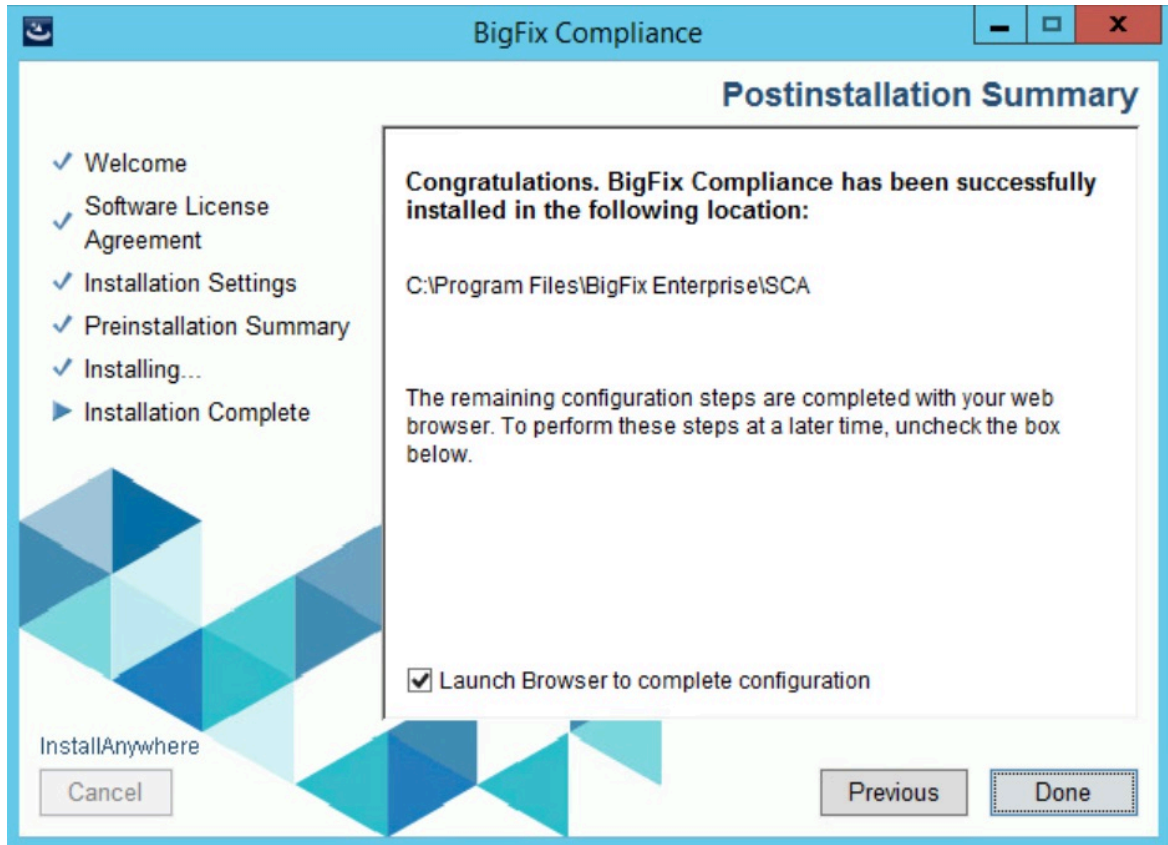 BigFix Compliance
x
Postinstallation Summary
Welcome
Software License
Agreement
Installation Settings
Preinstallation Summary
Installing...
Installation Complete
Congratulations. BigFix Compliance has been successfully
installed in the following location:
C:\Program Files\BigFix Enterprise\SCA
The remaining configuration steps are completed with your web
browser. To perform these steps at a later time, uncheck the box
below.
Launch Browser to complete configuration
InstallAnywhere
Cancel
Previous
Done